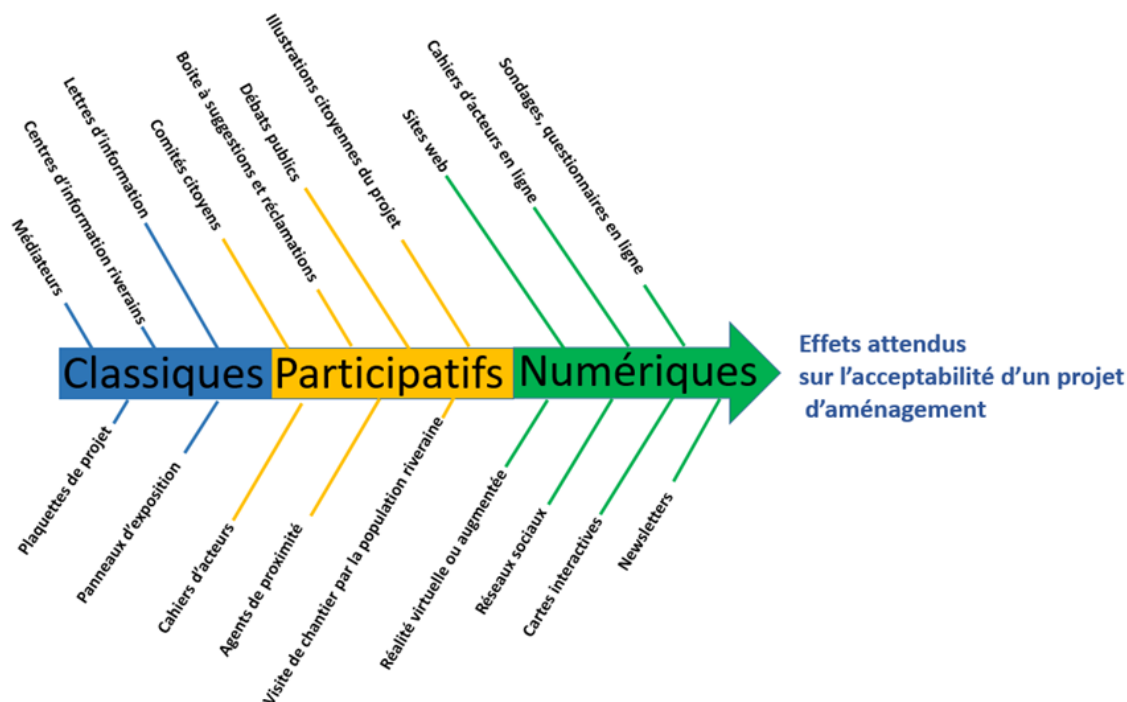 Médiateurs
Centres d'information riverains
Lettres d'information
Comités citoyens
Boite à suggestions et réclamations
Débats publics
Illustrations citoyennes du projet
Sites web
Cahiers d'acteurs en ligne
Sondages, questionnaires en ligne
Classiques
Participatifs
Numériques
Effets attendus
sur l'acceptabilité d'un projet
d'aménagement
Plaquettes de projet
Panneaux d'exposition
Cahiers d'acteurs
Agents de proximité
Visite de chantier par la population riveraine
Réalité virtuelle ou augmentée
Réseaux sociaux
Cartes interactives
Newsletters